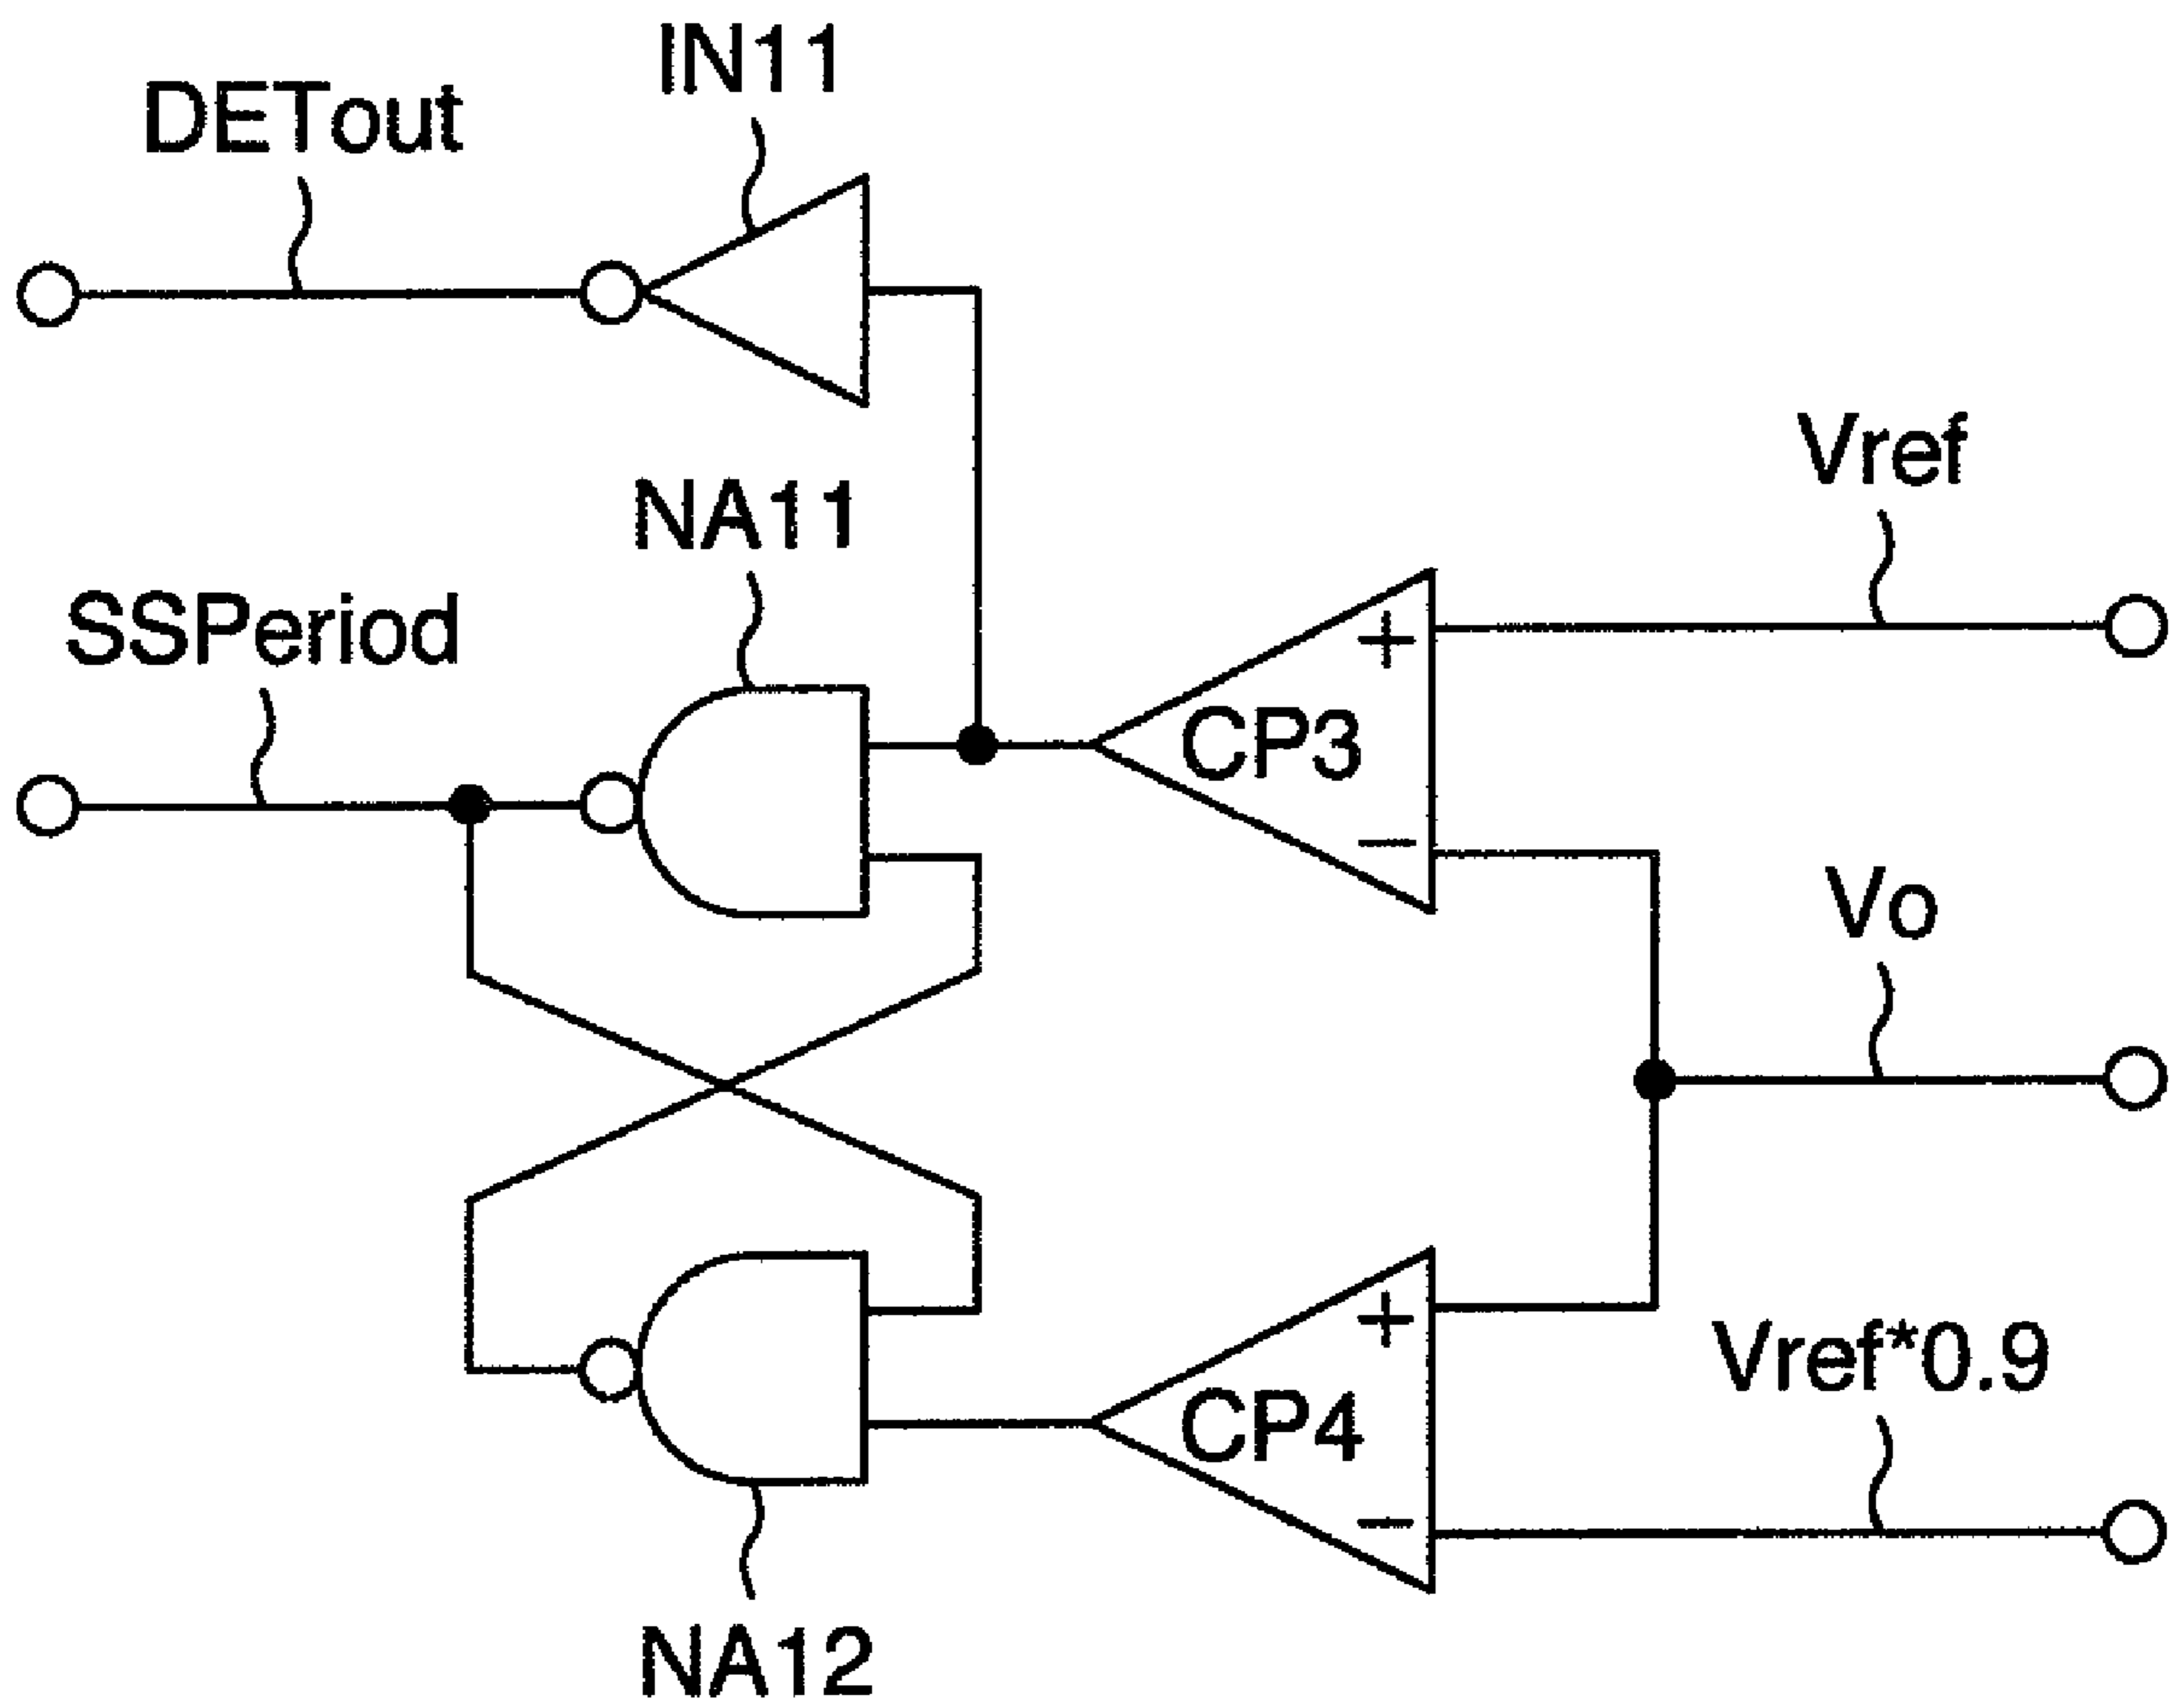 IN11
DETout
NA11
Vref
SSPeriod
+
CP3
−
Vo
+
Vref*0.9
CP4
−
NA12